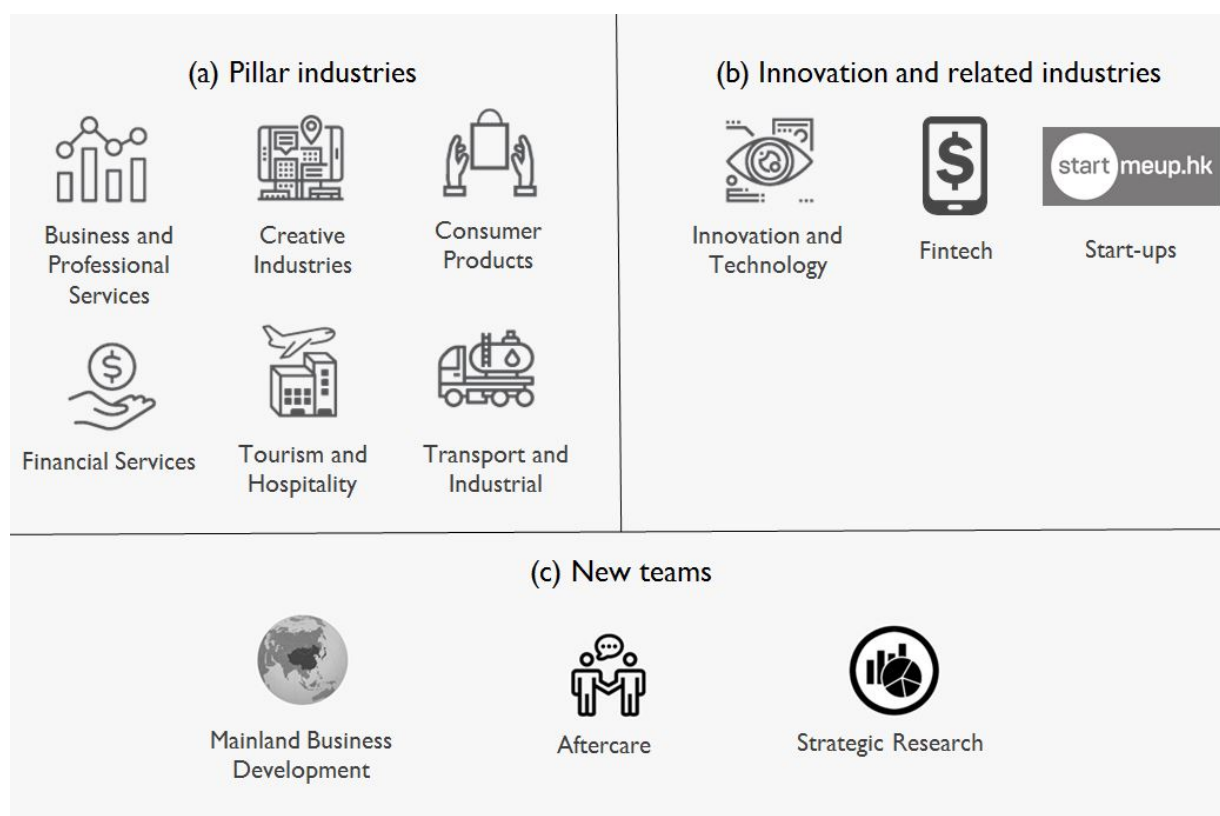 (a) Pillar industries
Business and
Professional
Services
Creative
Industries
Consumer
Products
Financial Services
Tourism and
Hospitality
Transport and
Industrial
(b) Innovation and related industries
Innovation and
Technology
$
Fintech
start meup.hk
Start-ups
(c) New teams
Mainland Business
Development
Aftercare
Strategic Research